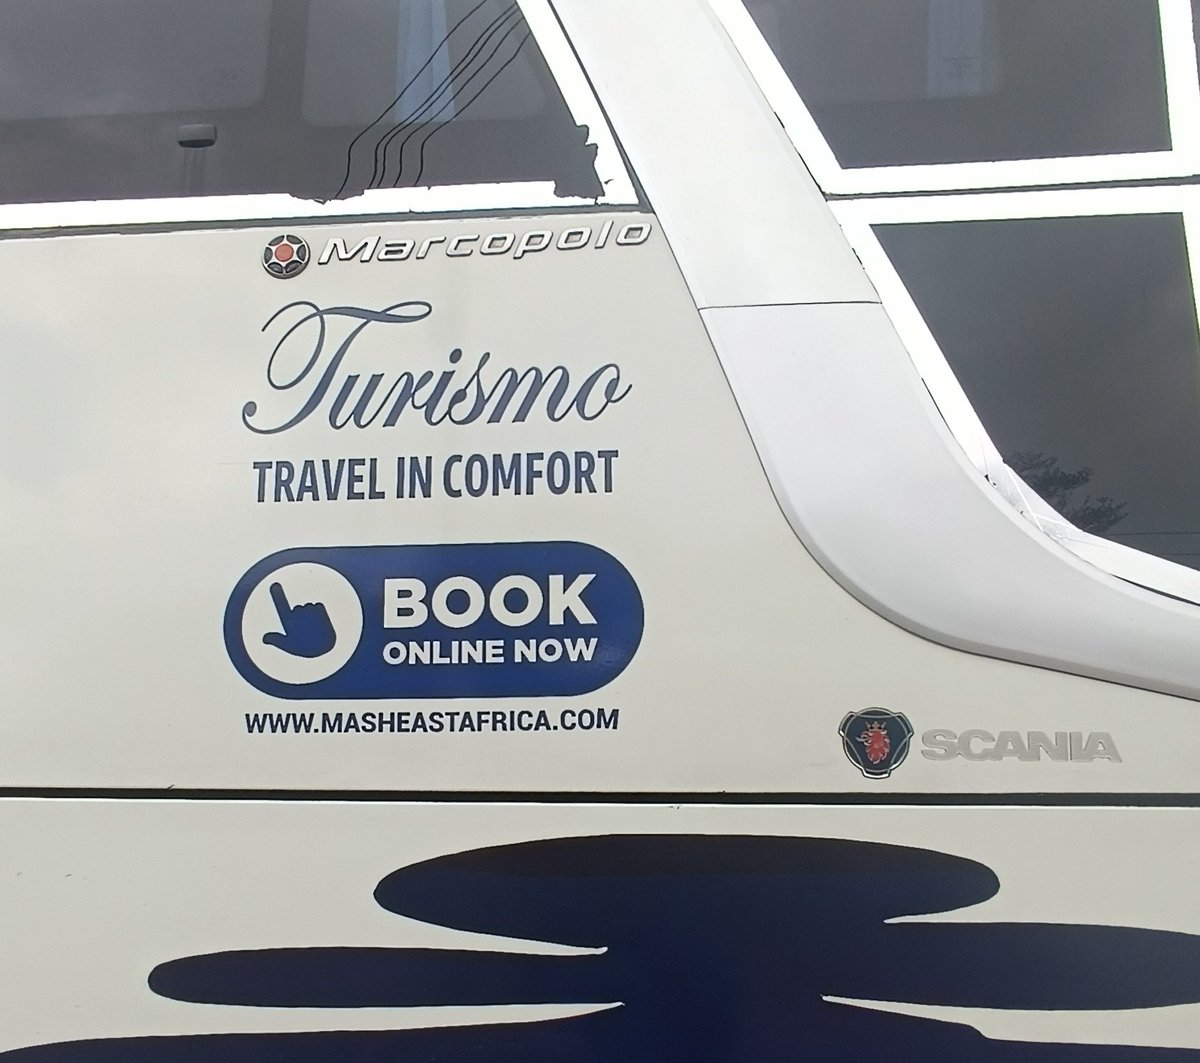 Marcopolo
Turismo
TRAVEL IN COMFORT
BOOK
ONLINE NOW
WWW.MASHEASTAFRICA.COM
SCANIA